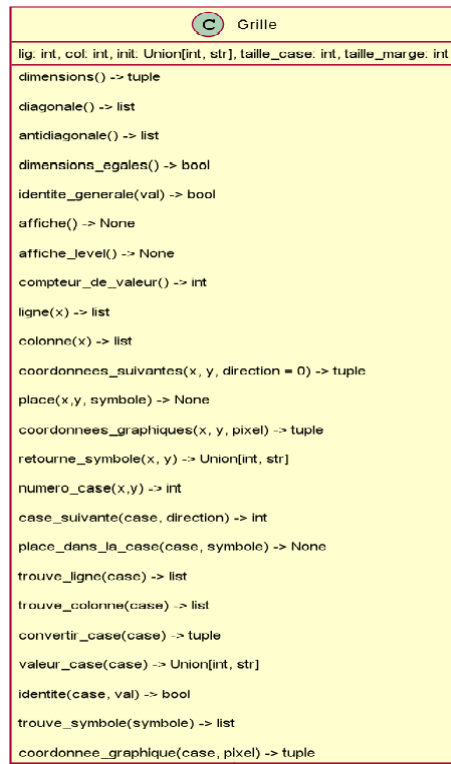 C Grille
lig: int, col: int, init: Union[int, str], taille_case: int, taille_marge: int
dimensions() -> tuple
diagonale() -> list
antidiagonale() -> list
dimensions_egales() -> bool
identite_generale(val) -> bool
affiche() -> None
affiche_level() -> None
compteur_de_valeur() -> int
ligne(x) -> list
colonne(x) -> list
coordonnees_suivantes(x, y, direction = 0) -> tuple
place(x,y, symbole) -> None
coordonnees_graphiques(x, y, pixel) -> tuple
retourne_symbole(x, y) -> Union[int, str]
numero_case(x,y) -> int
case_suivante(case, direction) -> int
place_dans_la_case(case, symbole) -> None
trouve_ligne(case) -> list
trouve_colonne(case) -> list
convertir_case(case) -> tuple
valeur_case(case) -> Union[int, str]
identite(case, val) -> bool
trouve_symbole(symbole) -> list
coordonnee_graphique(case, pixel) -> tuple